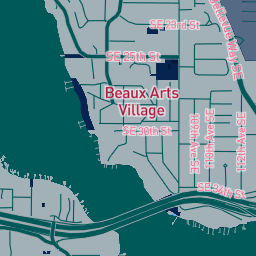 SE 23rd St
Bellevue Way SE
SE 25th St
Beaux Arts
Village
SE 30th St
109th Ave SE
110th Ave SE
112th Ave SE
SE 34th St